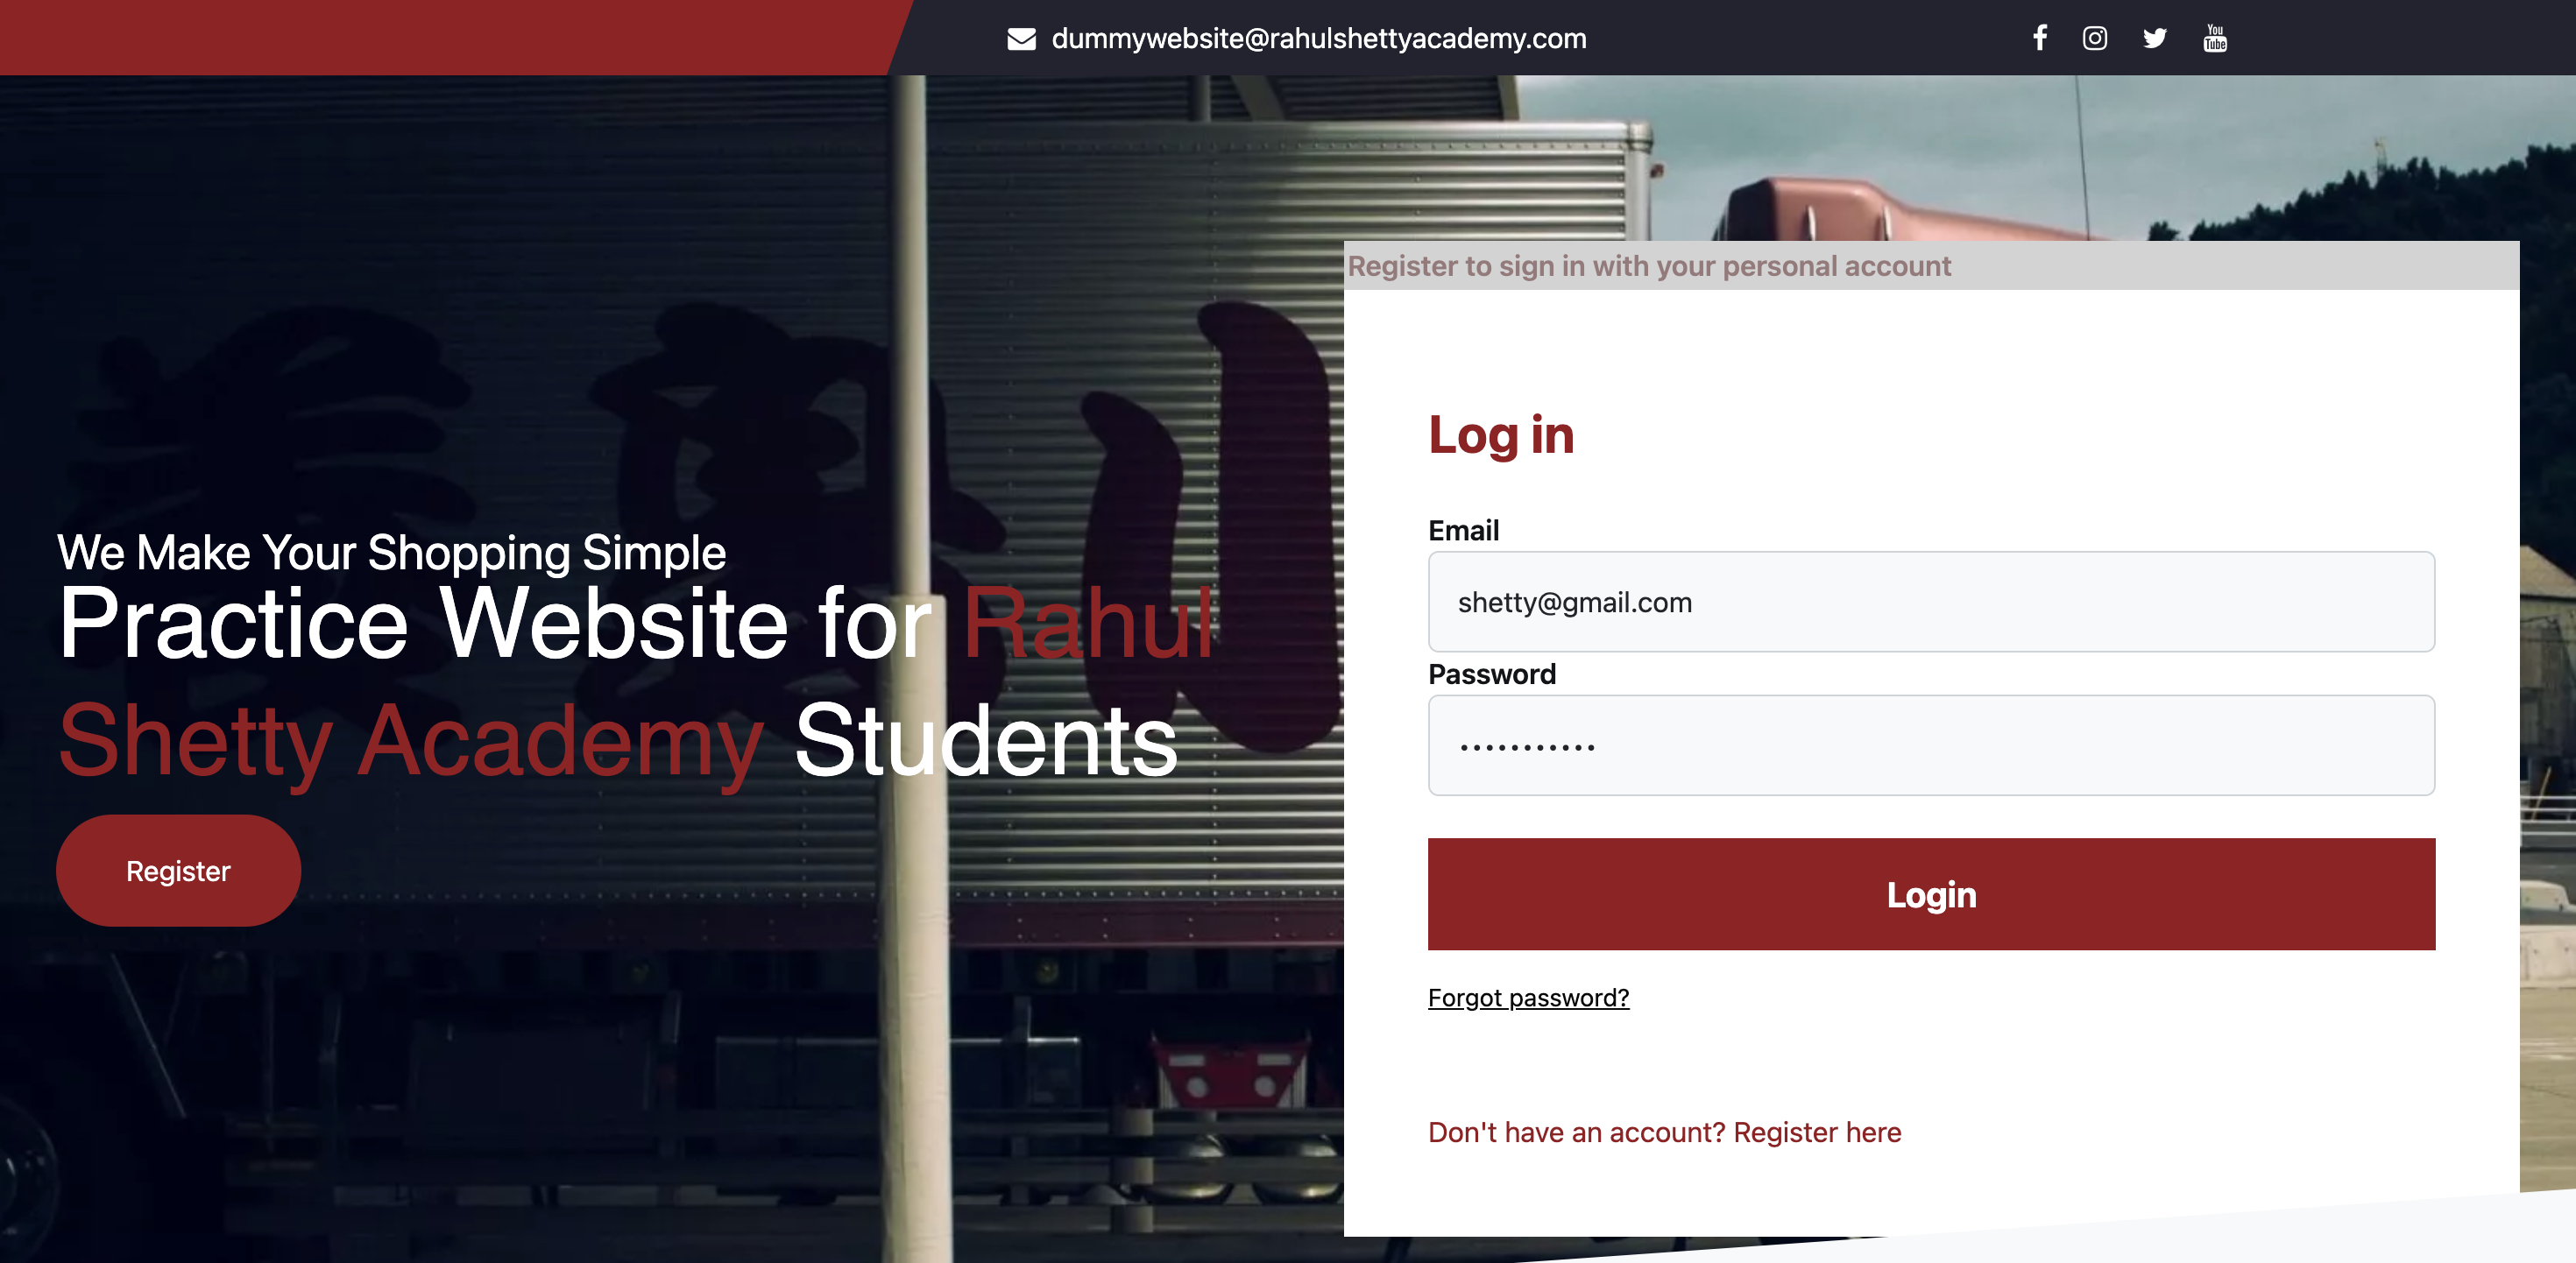 dummywebsite@rahulshettyacademy.com
We Make Your Shopping Simple
Practice Website for Rahul
Shetty Academy Students
Register
Register to sign in with your personal account
Log in
Email
shetty@gmail.com
Password
•••••••••••
Login
Forgot password?
Don't have an account? Register here